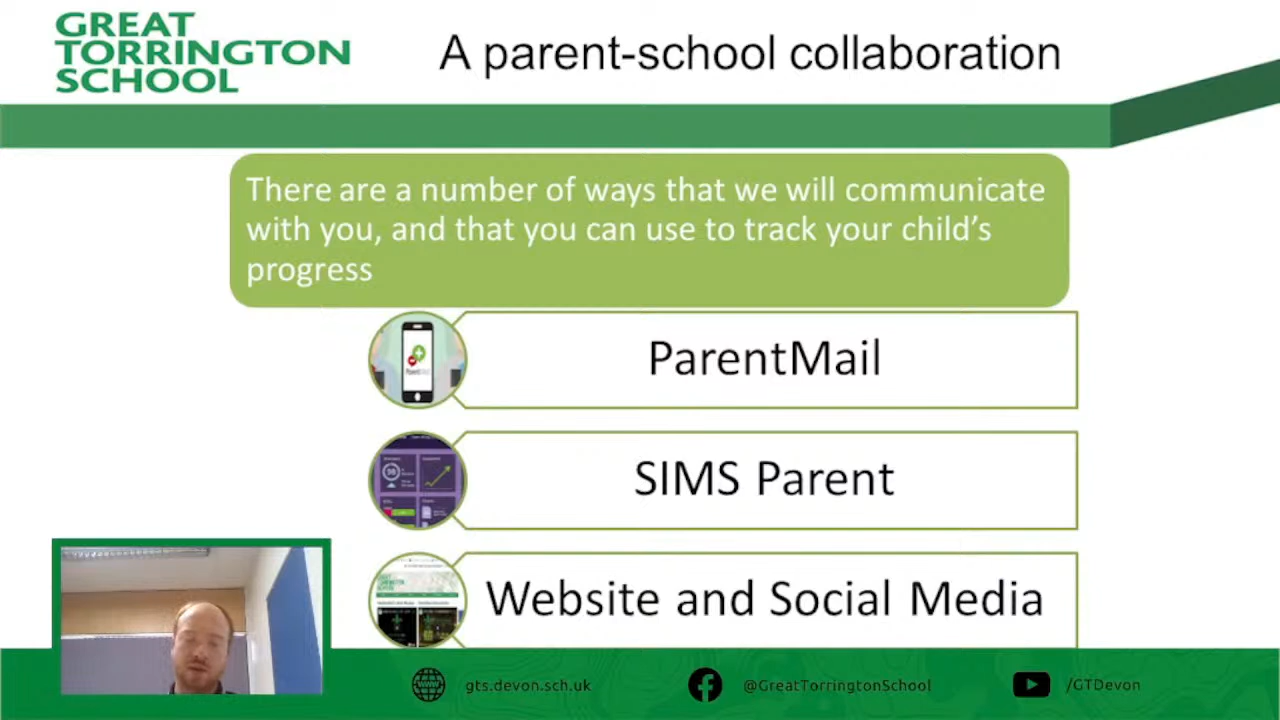 GREAT
TORRINGTON
SCHOOL
A parent-school collaboration
There are a number of ways that we will communicate
with you, and that you can use to track your child's
progress
ParentMail
SIMS Parent
Website and Social Media
www
gts.devon.sch.uk
@GreatTorringtonSchool
/GTDevon